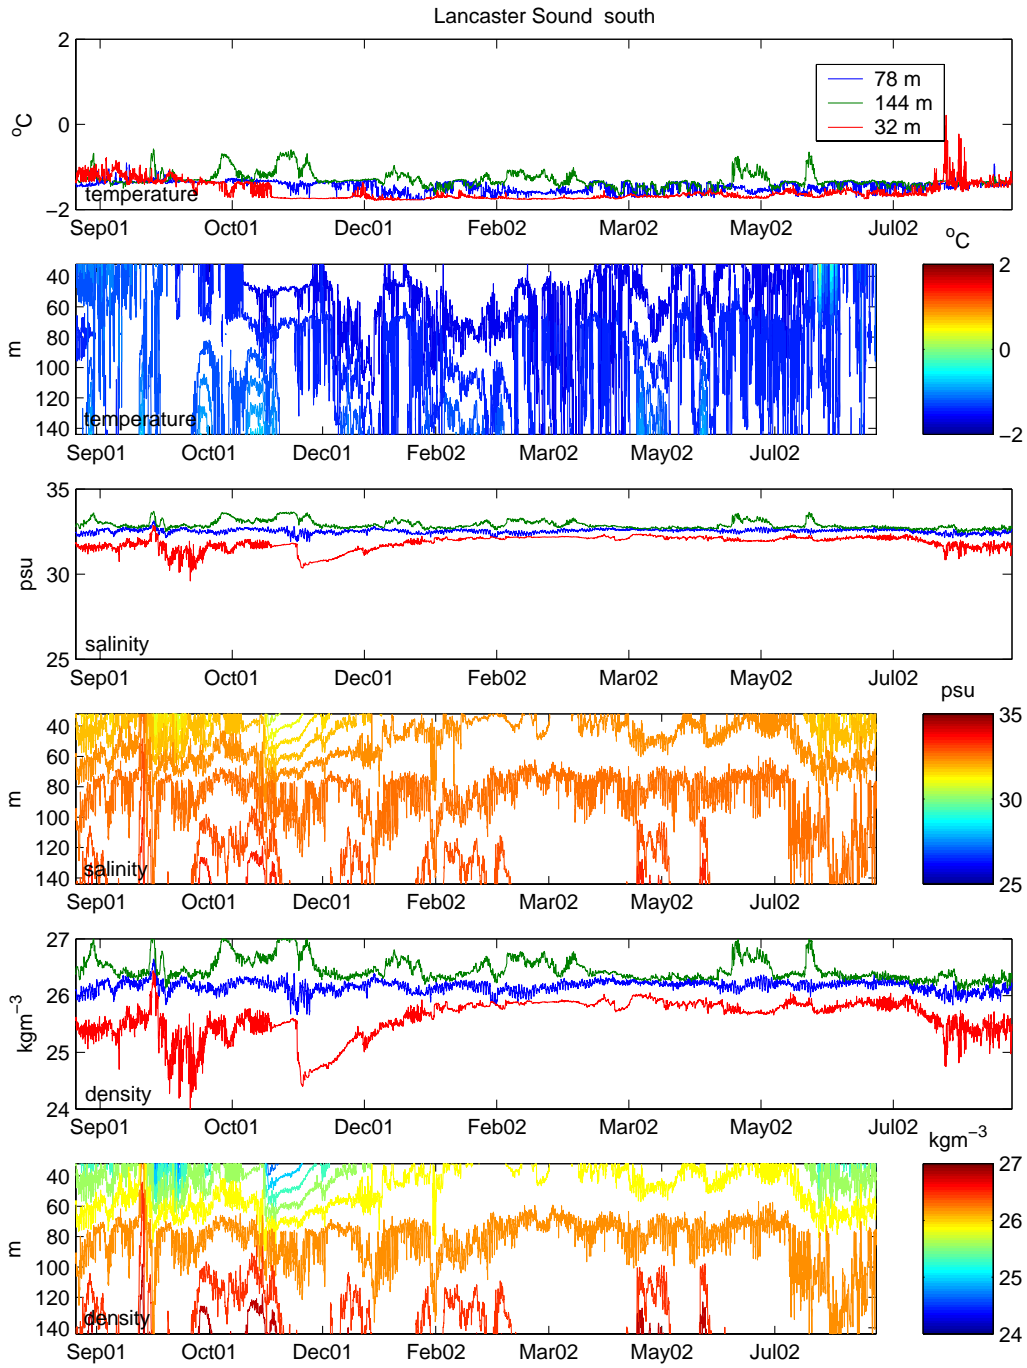 Lancaster Sound  south
2
0
−2
°C
78 m
144 m
32 m
temperature
Sep01 Oct01 Dec01 Feb02 Mar02 May02 Jul02
°C
40
60
80
100
120
140
m
temperature
Sep01 Oct01 Dec01 Feb02 Mar02 May02 Jul02
2
0
−2
35
30
25
psu
salinity
Sep01 Oct01 Dec01 Feb02 Mar02 May02 Jul02
psu
40
60
80
100
120
140
m
salinity
Sep01 Oct01 Dec01 Feb02 Mar02 May02 Jul02
35
30
25
27
26
25
24
kgm⁻³
density
Sep01 Oct01 Dec01 Feb02 Mar02 May02 Jul02
kgm⁻³
40
60
80
100
120
140
m
density
Sep01 Oct01 Dec01 Feb02 Mar02 May02 Jul02
27
26
25
24